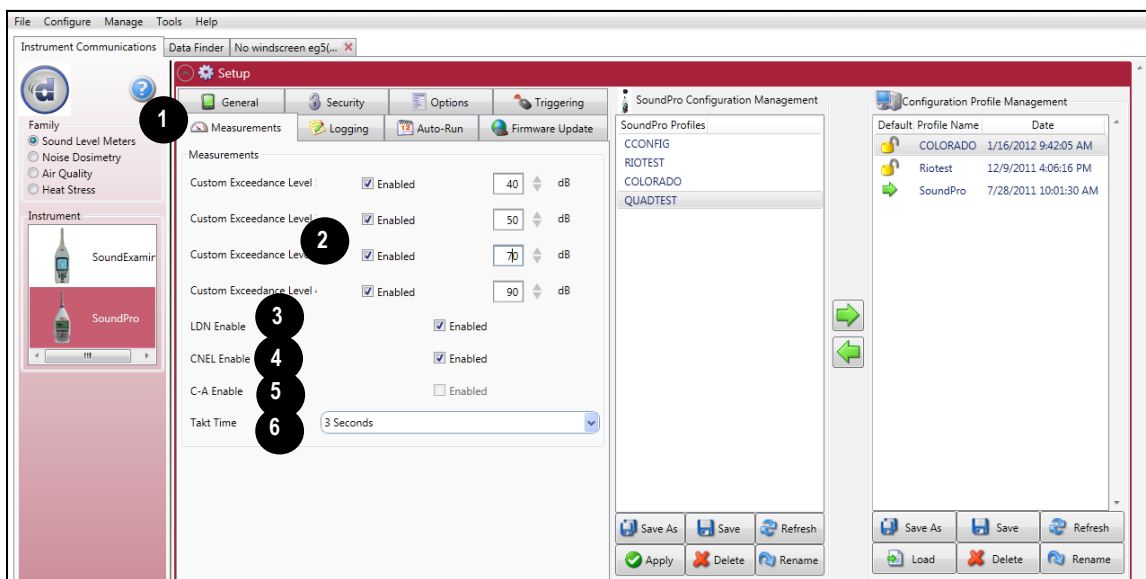 File Configure Manage Tools Help
Instrument Communications Data Finder No windscreen eg5(...
Setup
General Security Options Triggering
Measurements Logging Auto-Run Firmware Update
1
Family
Sound Level Meters
Noise Dosimetry
Air Quality
Heat Stress
Instrument
SoundExamin
SoundPro
Measurements
Custom Exceedance Level Enabled 40 dB
Custom Exceedance Level Enabled 50 dB
2
Custom Exceedance Leve Enabled 70 dB
Custom Exceedance Level Enabled 90 dB
LDN Enable 3 Enabled
CNEL Enable 4 Enabled
C-A Enable 5 Enabled
Takt Time 6 3 Seconds
SoundPro Configuration Management
SoundPro Profiles
CCONFIG
RIOTEST
COLORADO
QUADTEST
Save As Save Refresh
Apply Delete Rename
Configuration Profile Management
Default Profile Name Date
COLORADO 1/16/2012 9:42:05 AM
Riotest 12/9/2011 4:06:16 PM
SoundPro 7/28/2011 10:01:30 AM
Save As Save Refresh
Load Delete Rename